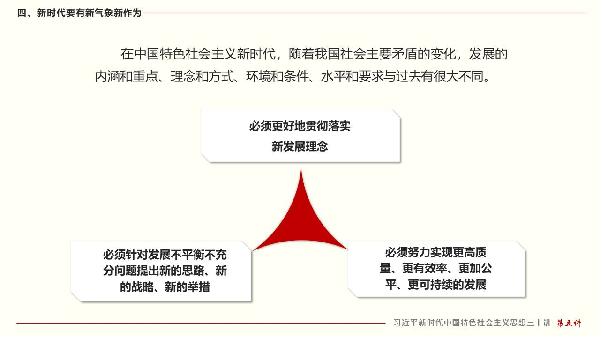 四、新时代要有新气象新作为
在中国特色社会主义新时代，随着我国社会主要矛盾的变化，发展的
内涵和重点、理念和方式、环境和条件、水平和要求与过去有很大不同。
必须更好地贯彻落实
新发展理念
必须针对发展不平衡不充
分问题提出新的思路、新
的战略、新的举措
必须努力实现更高质
量、更有效率、更加公
平、更可持续的发展
习近平新时代中国特色社会主义思想三十讲 第五讲